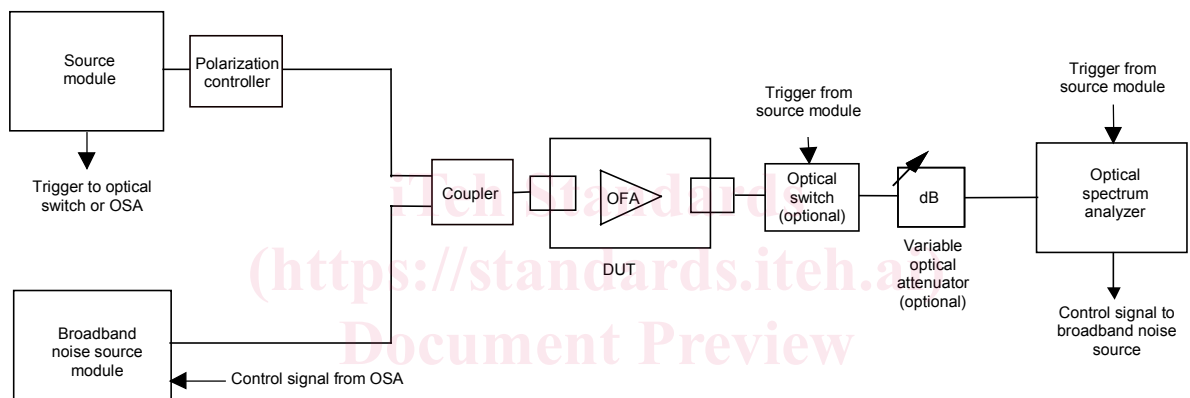 Source
module
Polarization
controller
Trigger to optical
switch or OSA
Coupler
OFA
DUT
Trigger from
source module
Optical
switch
(optional)
dB
Variable
optical
attenuator
(optional)
Trigger from
source module
Optical
spectrum
analyzer
Control signal to
broadband noise
source
Broadband
noise source
module
Control signal from OSA
iTeh Standards
(https://standards.iteh.ai)
Document Preview